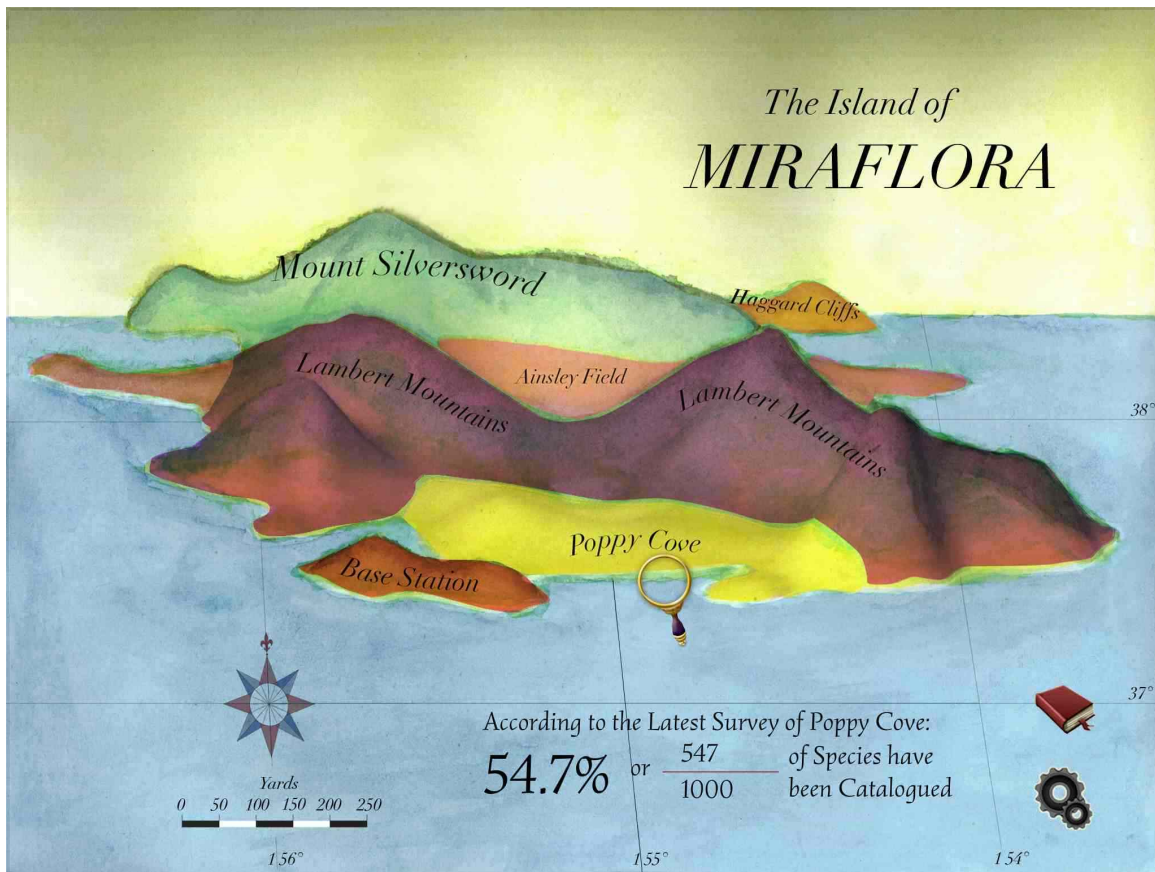 The Island of
MIRAFLORA
Mount Silversword
Haggard Cliffs
Lambert Mountains
Ainsley Field
Lambert Mountains
38°
Poppy Cove
Base Station
37°
According to the Latest Survey of Poppy Cove:
54.7% or 547
1000
of Species have
been Catalogued
Yards
0 50 100 150 200 250
156° 155° 154°